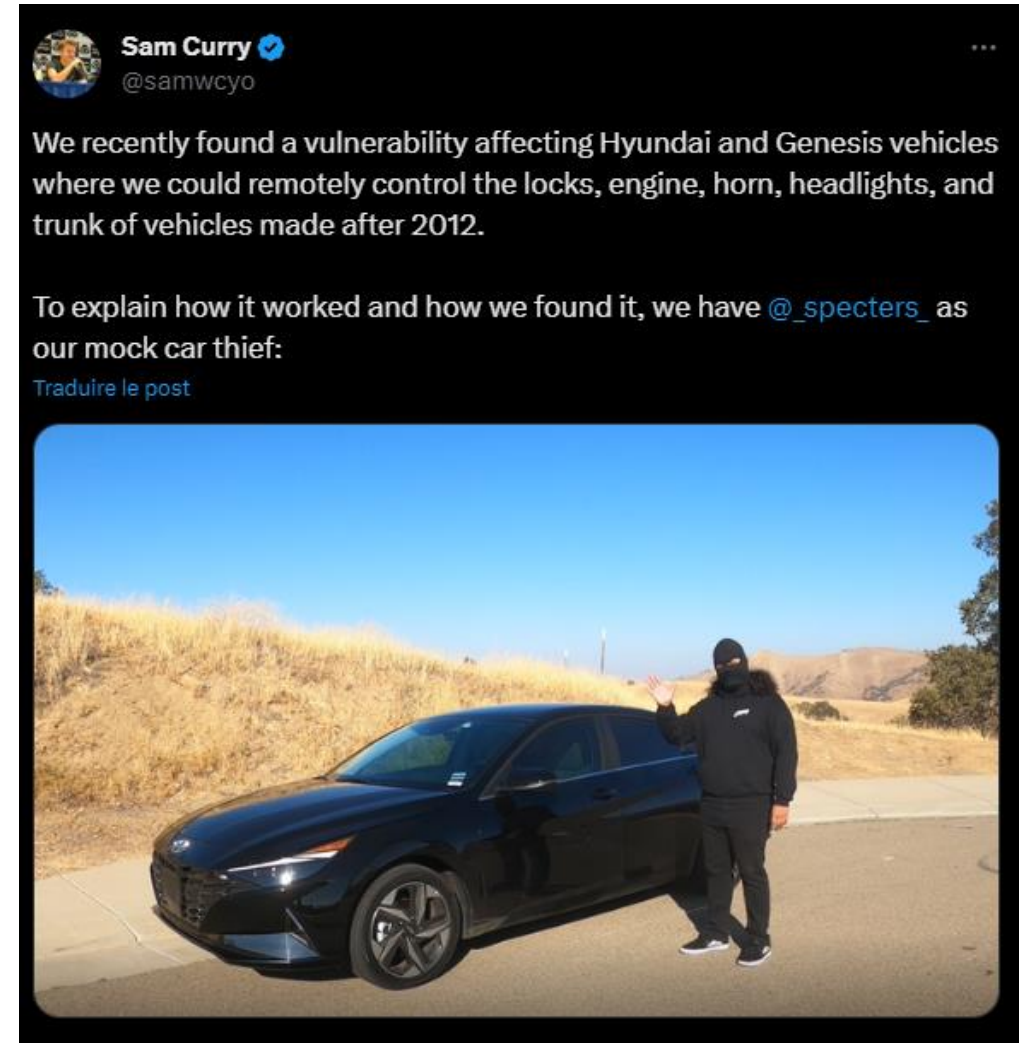 Sam Curry
@samwcyo
We recently found a vulnerability affecting Hyundai and Genesis vehicles
where we could remotely control the locks, engine, horn, headlights, and
trunk of vehicles made after 2012.
To explain how it worked and how we found it, we have @_specters_ as
our mock car thief:
Traduire le post